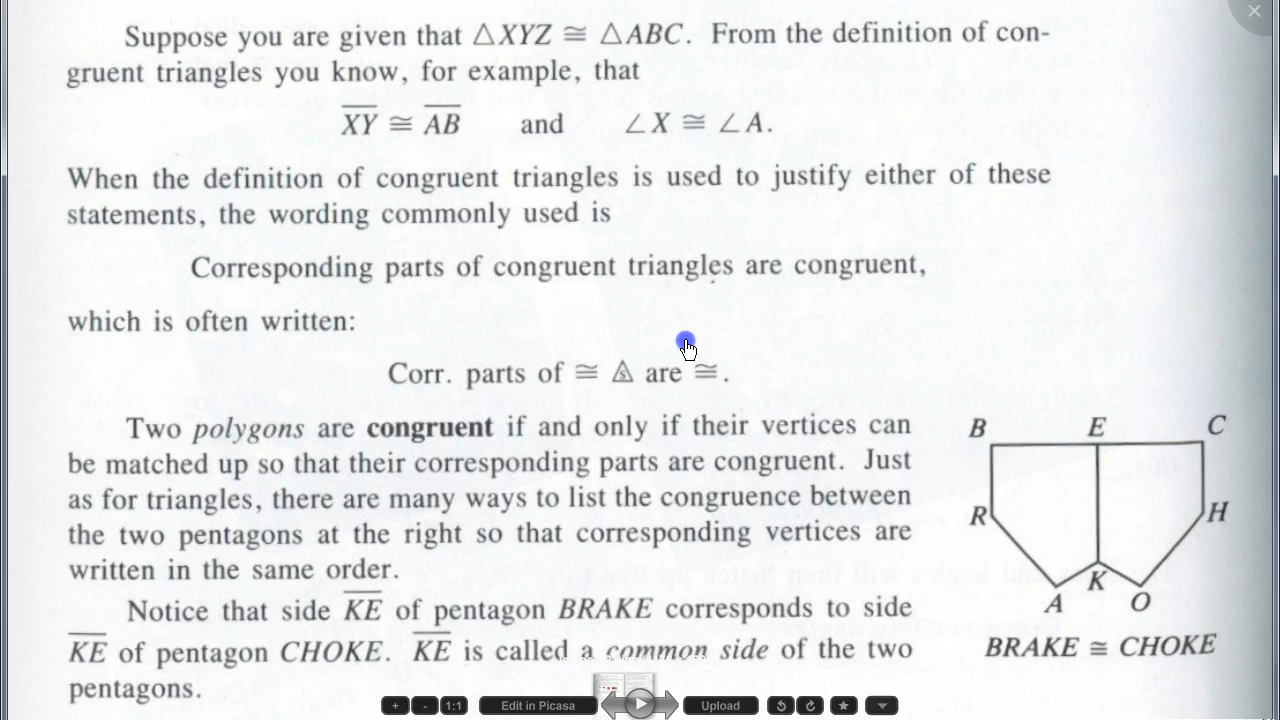 Suppose you are given that △XYZ ≅ △ABC. From the definition of con-
gruent triangles you know, for example, that
X̅Y̅ ≅ A̅B̅ and ∠X ≅ ∠A.
When the definition of congruent triangles is used to justify either of these
statements, the wording commonly used is
Corresponding parts of congruent triangles are congruent,
which is often written:
Corr. parts of ≅ △s are ≅.
Two polygons are congruent if and only if their vertices can
be matched up so that their corresponding parts are congruent. Just
as for triangles, there are many ways to list the congruence between
the two pentagons at the right so that corresponding vertices are
written in the same order.
Notice that side K̅E̅ of pentagon BRAKE corresponds to side
K̅E̅ of pentagon CHOKE. K̅E̅ is called a common side of the two
pentagons.
B E C
R H
K
A O
BRAKE ≅ CHOKE
+ - 1:1 Edit in Picasa Upload